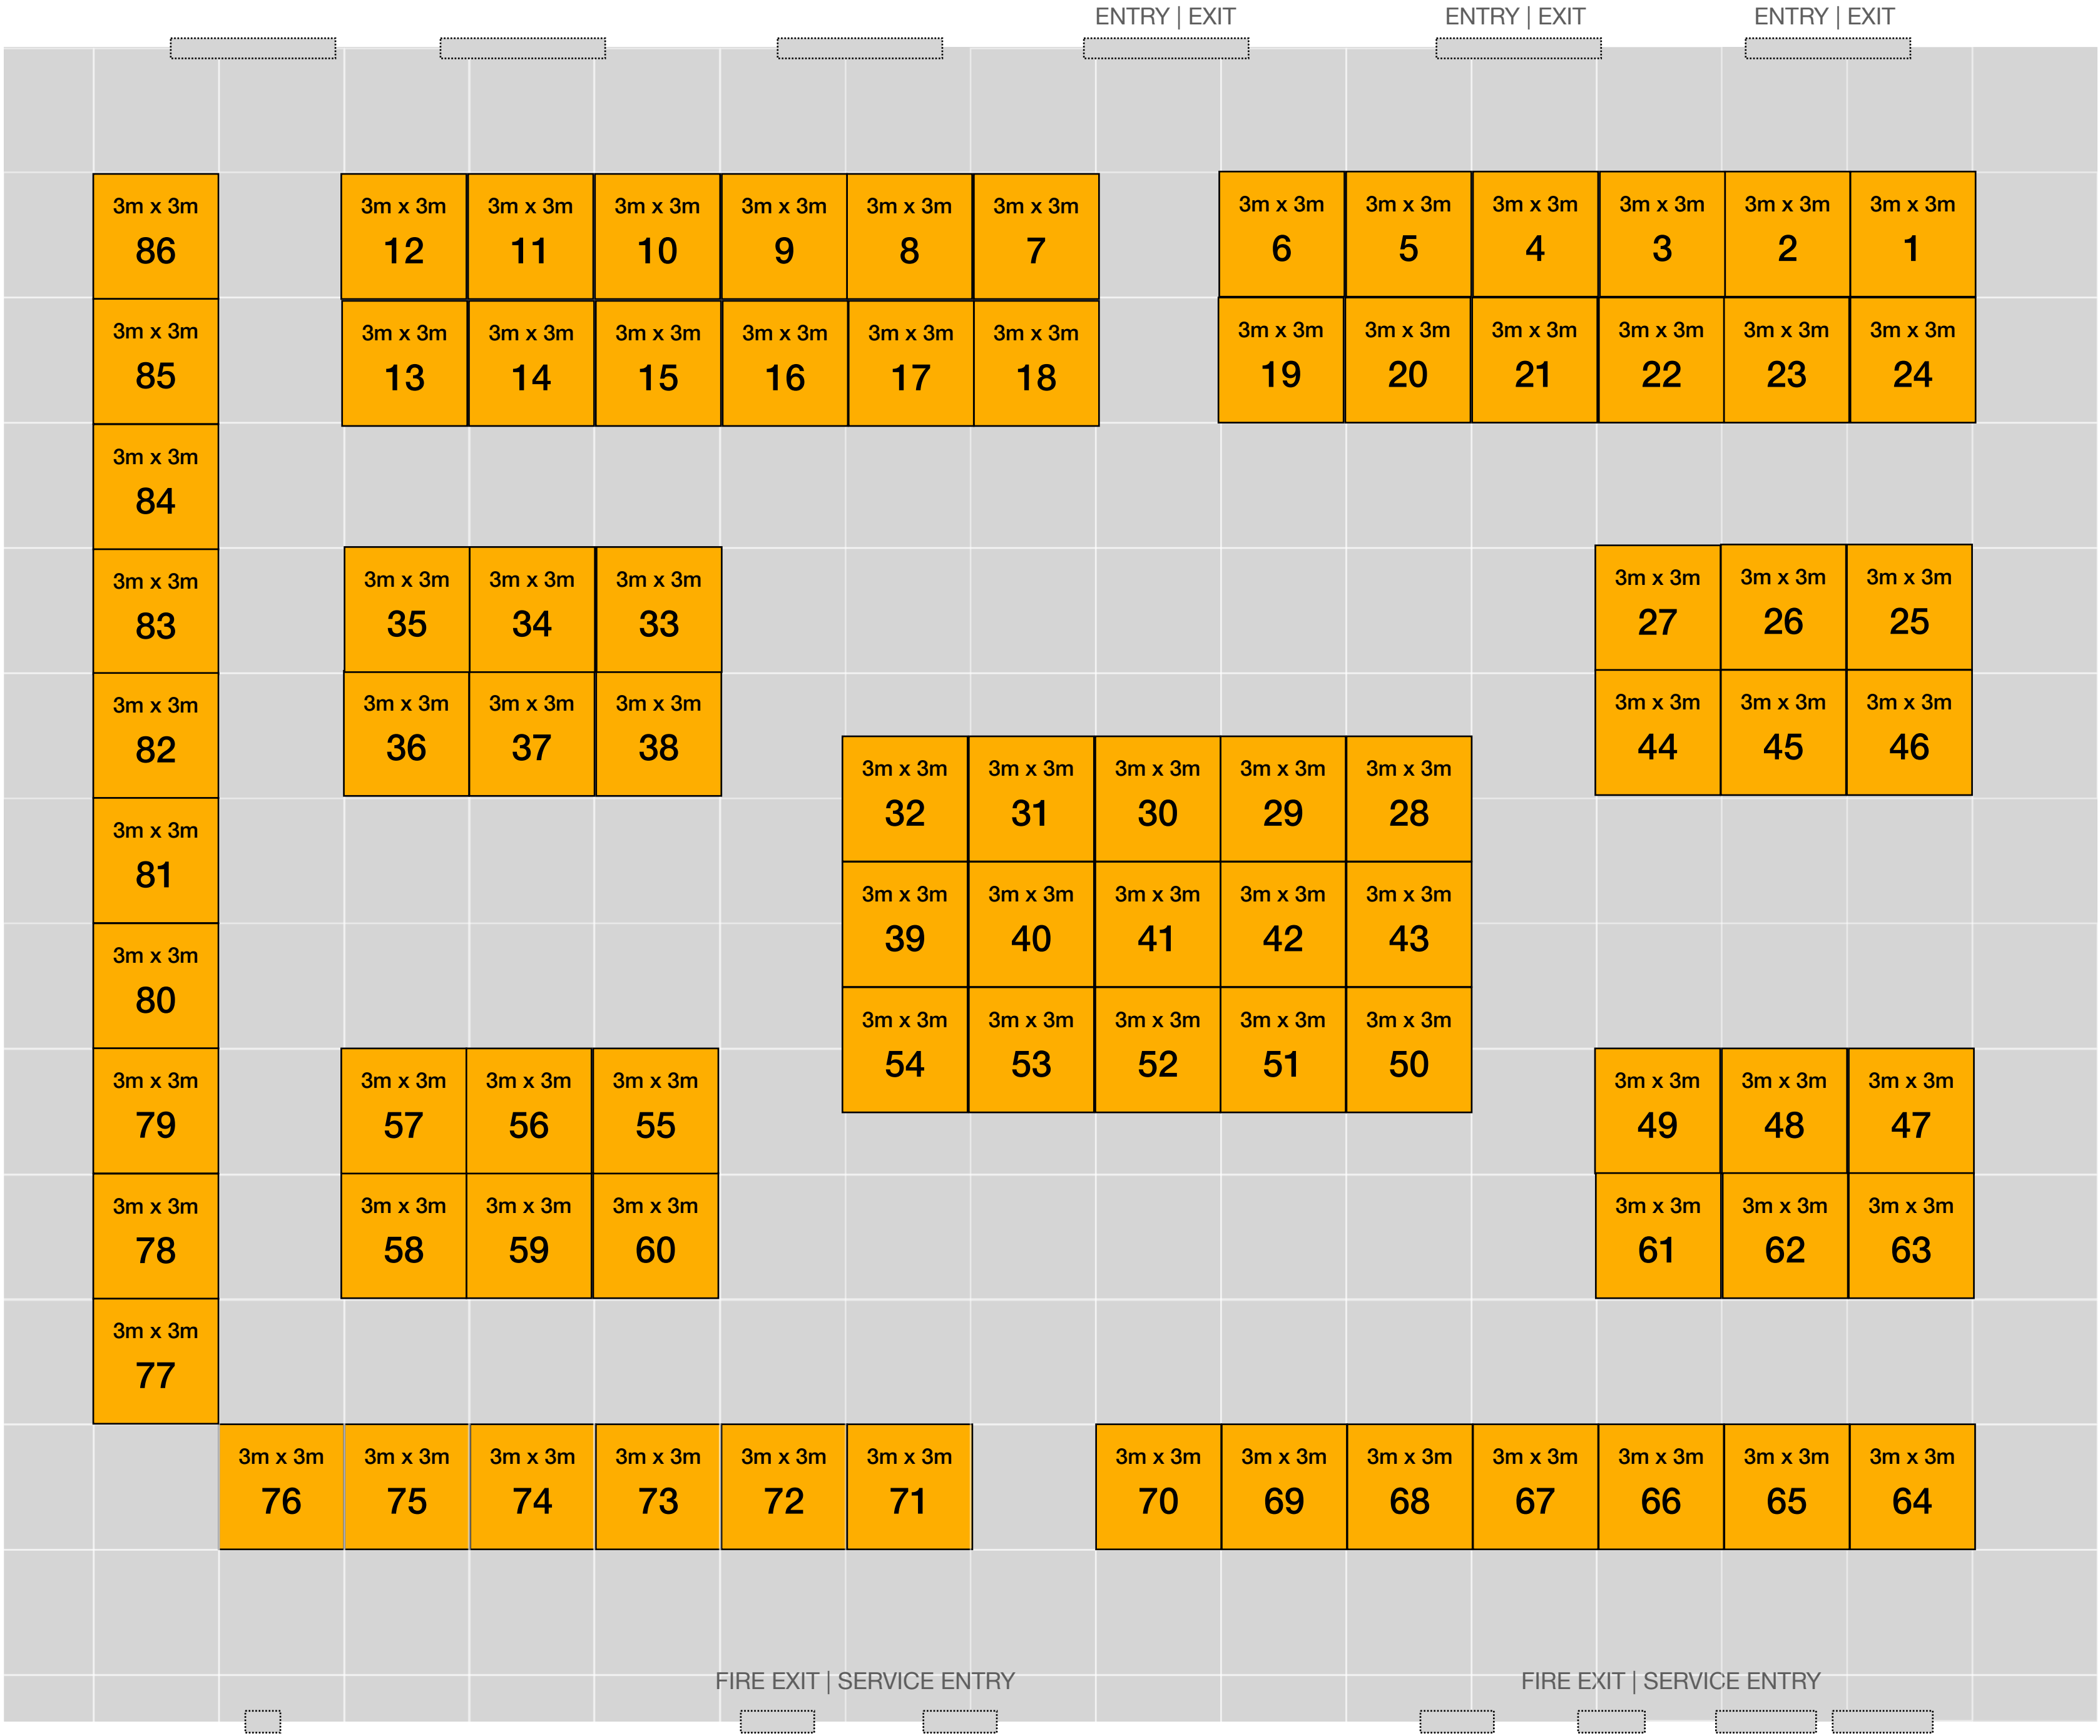 ENTRY | EXIT ENTRY | EXIT ENTRY | EXIT
3m x 3m 3m x 3m 3m x 3m 3m x 3m 3m x 3m 3m x 3m 3m x 3m 3m x 3m 3m x 3m 3m x 3m 3m x 3m 3m x 3m 3m x 3m
86 12 11 10 9 8 7 6 5 4 3 2 1
3m x 3m 3m x 3m 3m x 3m 3m x 3m 3m x 3m 3m x 3m 3m x 3m 3m x 3m 3m x 3m 3m x 3m 3m x 3m 3m x 3m 3m x 3m
85 13 14 15 16 17 18 19 20 21 22 23 24
3m x 3m
84
3m x 3m 3m x 3m 3m x 3m 3m x 3m 3m x 3m 3m x 3m 3m x 3m
83 35 34 33 27 26 25
3m x 3m 3m x 3m 3m x 3m 3m x 3m 3m x 3m 3m x 3m 3m x 3m
82 36 37 38 44 45 46
3m x 3m 3m x 3m 3m x 3m 3m x 3m 3m x 3m
32 31 30 29 28
3m x 3m
81
3m x 3m 3m x 3m 3m x 3m 3m x 3m 3m x 3m
39 40 41 42 43
3m x 3m
80
3m x 3m 3m x 3m 3m x 3m 3m x 3m 3m x 3m
54 53 52 51 50
3m x 3m 3m x 3m 3m x 3m 3m x 3m 3m x 3m 3m x 3m 3m x 3m
79 57 56 55 49 48 47
3m x 3m 3m x 3m 3m x 3m 3m x 3m 3m x 3m 3m x 3m 3m x 3m
78 58 59 60 61 62 63
3m x 3m
77
3m x 3m 3m x 3m 3m x 3m 3m x 3m 3m x 3m 3m x 3m 3m x 3m 3m x 3m 3m x 3m 3m x 3m 3m x 3m 3m x 3m 3m x 3m
76 75 74 73 72 71 70 69 68 67 66 65 64
FIRE EXIT | SERVICE ENTRY FIRE EXIT | SERVICE ENTRY